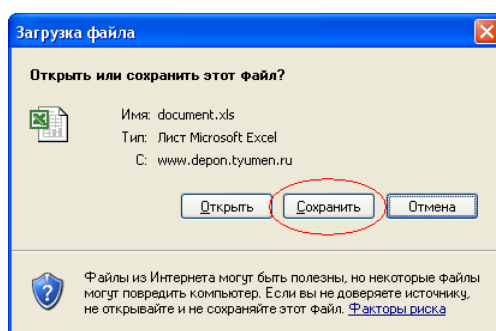 Загрузка файла
Открыть или сохранить этот файл?
Имя: document.xls
Тип: Лист Microsoft Excel
С: www.depon.tyumen.ru
Открыть Сохранить Отмена
Файлы из Интернета могут быть полезны, но некоторые файлы
могут повредить компьютер. Если вы не доверяете источнику,
не открывайте и не сохраняйте этот файл. Факторы риска